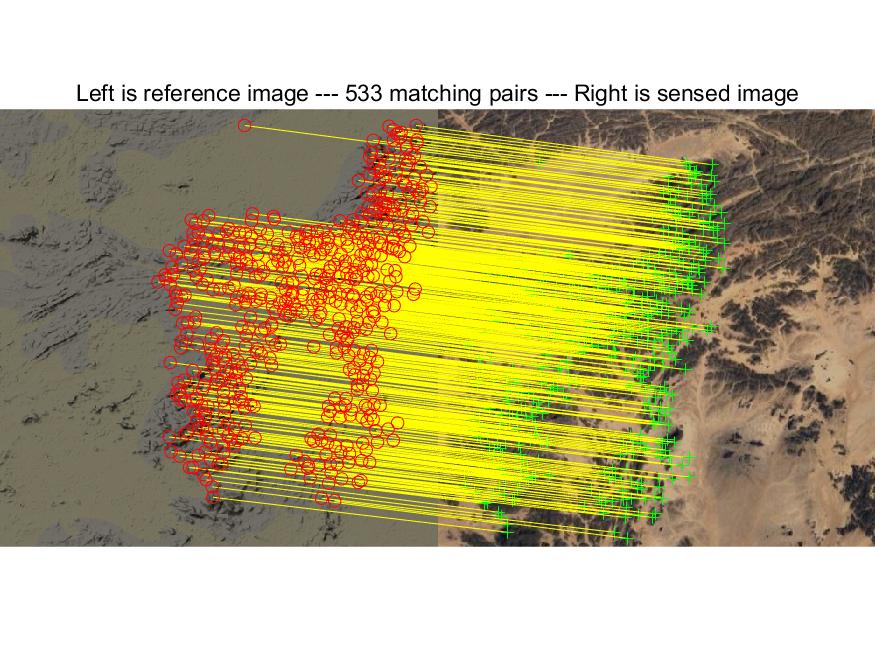 Left is reference image --- 533 matching pairs --- Right is sensed image